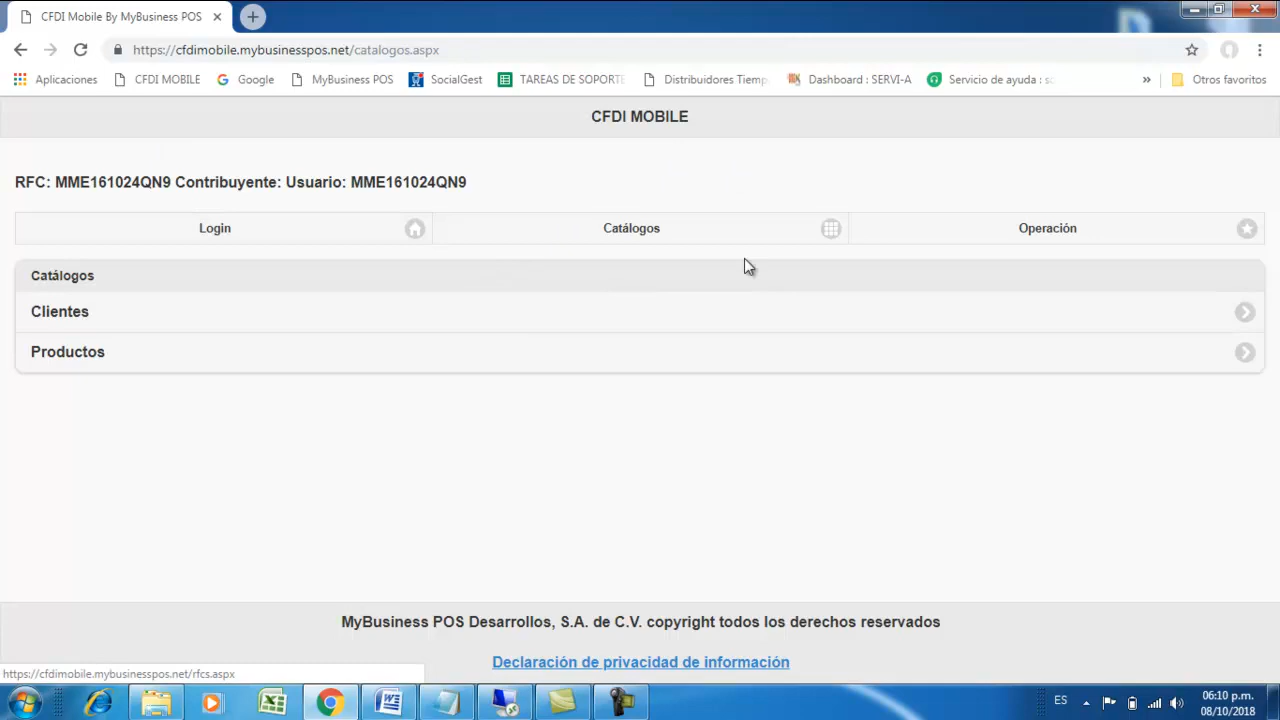 CFDI Mobile By MyBusiness POS
https://cfdimobile.mybusinesspos.net/catalogos.aspx
Aplicaciones CFDI MOBILE Google MyBusiness POS SocialGest TAREAS DE SOPORTE Distribuidores Tiemp Dashboard : SERVI-A Servicio de ayuda : » Otros favoritos
CFDI MOBILE
RFC: MME161024QN9 Contribuyente: Usuario: MME161024QN9
Login Catálogos Operación
Catálogos
Clientes
Productos
MyBusiness POS Desarrollos, S.A. de C.V. copyright todos los derechos reservados
Declaración de privacidad de información
https://cfdimobile.mybusinesspos.net/rfcs.aspx
ES 06:10 p.m.
08/10/2018